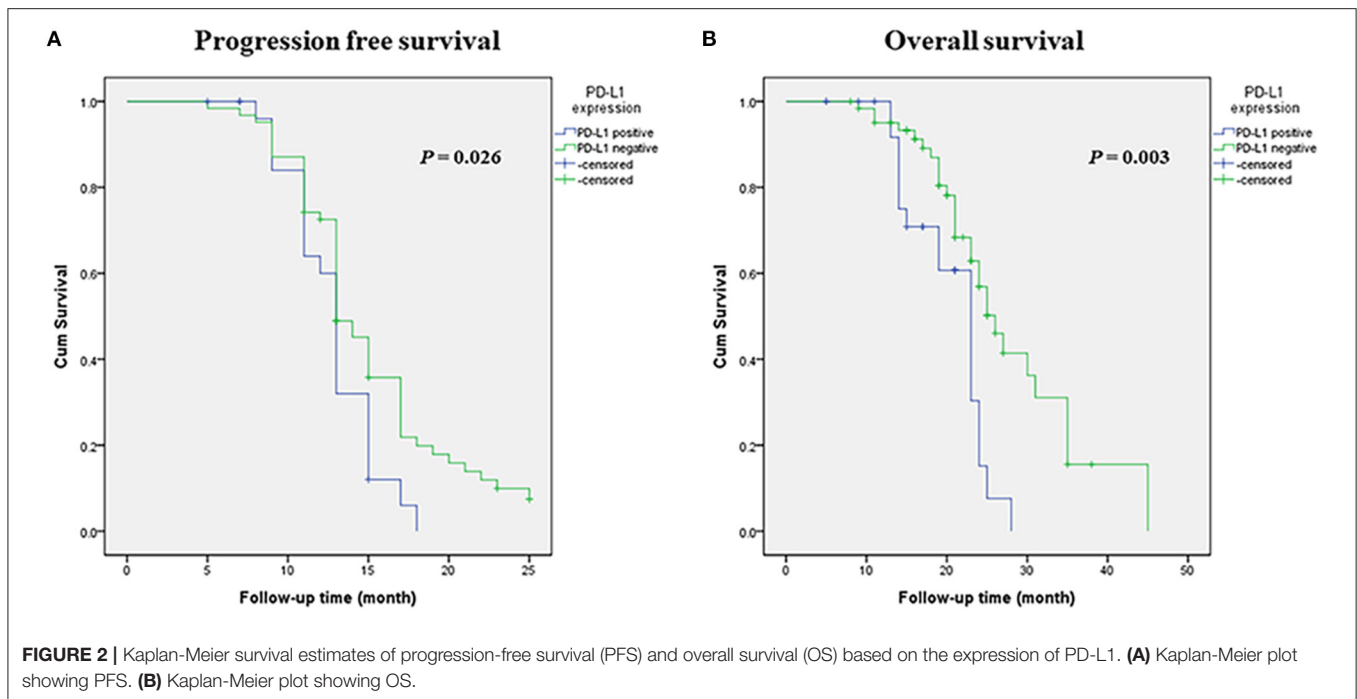 A
Progression free survival
PD-L1
expression
PD-L1 positive
PD-L1 negative
-censored
-censored
P = 0.026
Cum Survival
1.0
0.8
0.6
0.4
0.2
0.0
0 5 10 15 20 25
Follow-up time (month)
B
Overall survival
PD-L1
expression
PD-L1 positive
PD-L1 negative
-censored
-censored
P = 0.003
Cum Survival
1.0
0.8
0.6
0.4
0.2
0.0
0 10 20 30 40 50
Follow-up time (month)
FIGURE 2 | Kaplan-Meier survival estimates of progression-free survival (PFS) and overall survival (OS) based on the expression of PD-L1. (A) Kaplan-Meier plot
showing PFS. (B) Kaplan-Meier plot showing OS.